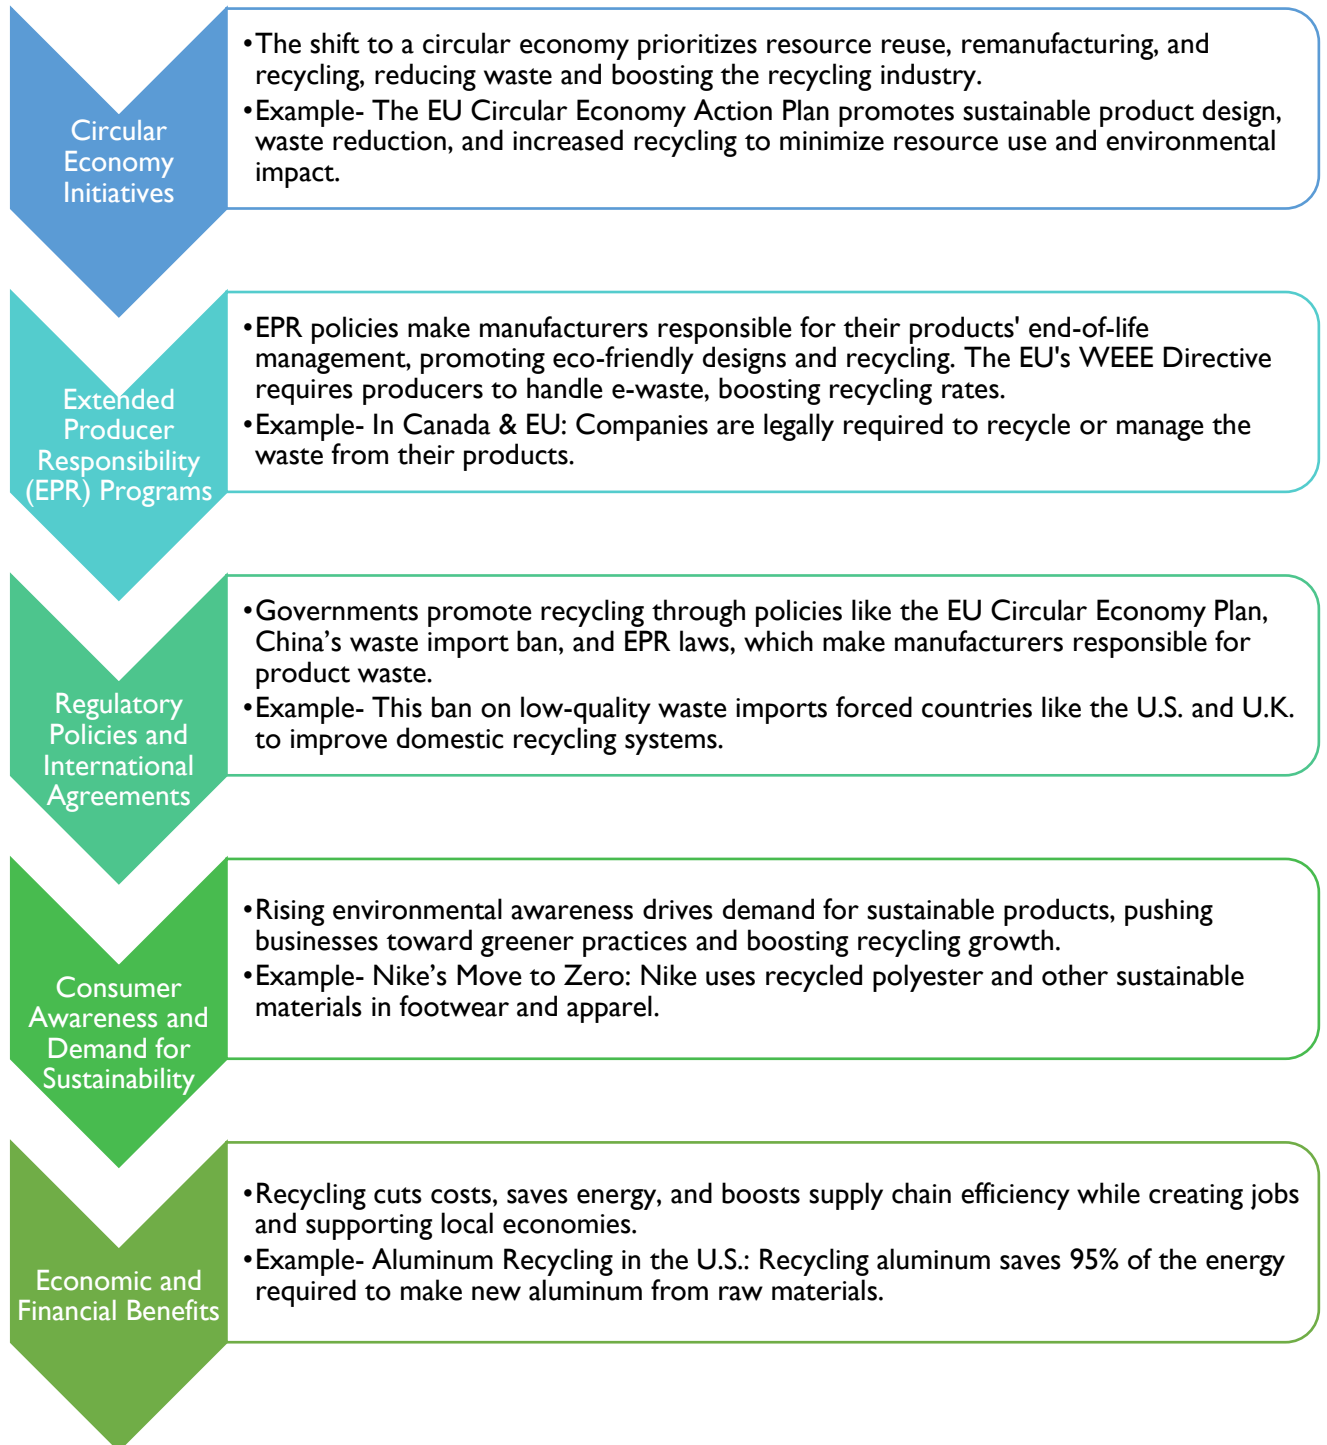 Circular
Economy
Initiatives
•The shift to a circular economy prioritizes resource reuse, remanufacturing, and
recycling, reducing waste and boosting the recycling industry.
•Example- The EU Circular Economy Action Plan promotes sustainable product design,
waste reduction, and increased recycling to minimize resource use and environmental
impact.
Extended
Producer
Responsibility
(EPR) Programs
•EPR policies make manufacturers responsible for their products' end-of-life
management, promoting eco-friendly designs and recycling. The EU's WEEE Directive
requires producers to handle e-waste, boosting recycling rates.
•Example- In Canada & EU: Companies are legally required to recycle or manage the
waste from their products.
Regulatory
Policies and
International
Agreements
•Governments promote recycling through policies like the EU Circular Economy Plan,
China’s waste import ban, and EPR laws, which make manufacturers responsible for
product waste.
•Example- This ban on low-quality waste imports forced countries like the U.S. and U.K.
to improve domestic recycling systems.
Consumer
Awareness and
Demand for
Sustainability
•Rising environmental awareness drives demand for sustainable products, pushing
businesses toward greener practices and boosting recycling growth.
•Example- Nike’s Move to Zero: Nike uses recycled polyester and other sustainable
materials in footwear and apparel.
Economic and
Financial Benefits
•Recycling cuts costs, saves energy, and boosts supply chain efficiency while creating jobs
and supporting local economies.
•Example- Aluminum Recycling in the U.S.: Recycling aluminum saves 95% of the energy
required to make new aluminum from raw materials.